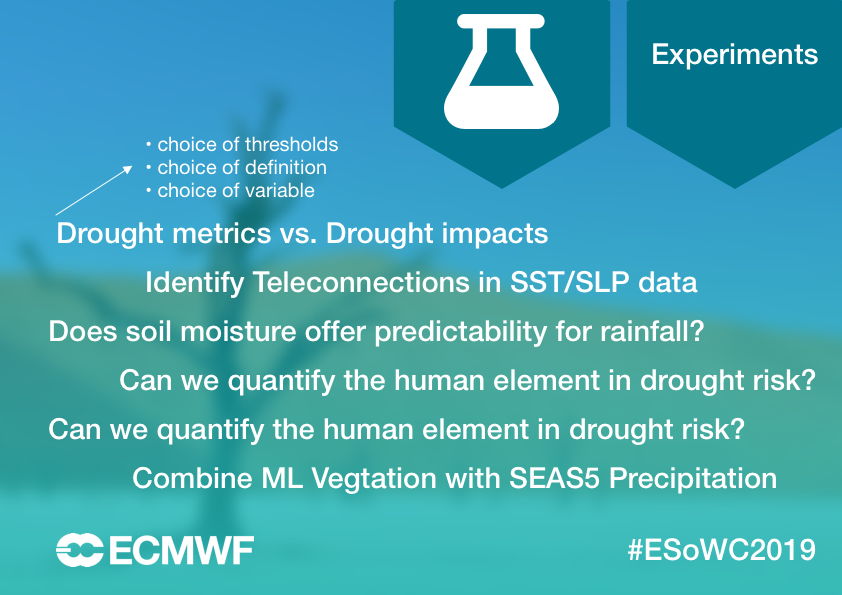 Experiments
• choice of thresholds
• choice of definition
• choice of variable
Drought metrics vs. Drought impacts
Identify Teleconnections in SST/SLP data
Does soil moisture offer predictability for rainfall?
Can we quantify the human element in drought risk?
Can we quantify the human element in drought risk?
Combine ML Vegtation with SEAS5 Precipitation
ECMWF
#ESoWC2019